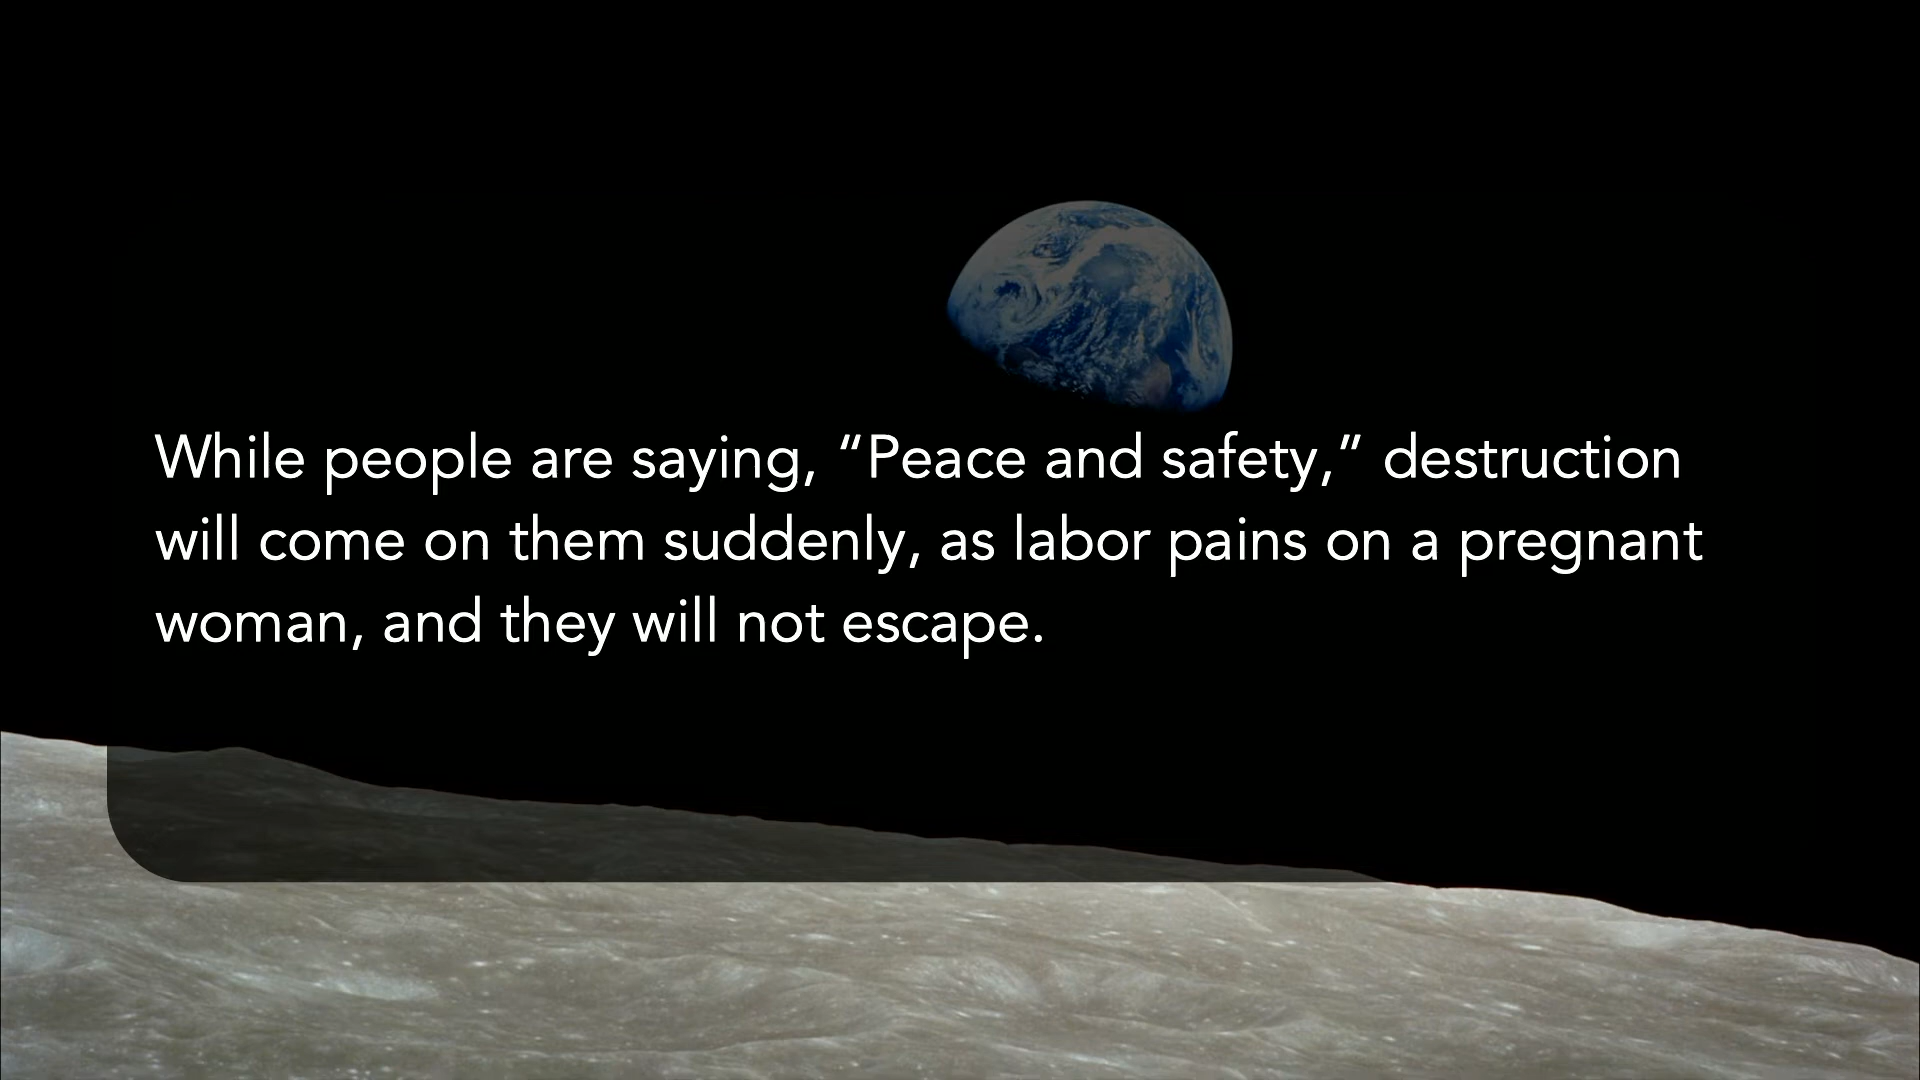 While people are saying, “Peace and safety,” destruction
will come on them suddenly, as labor pains on a pregnant
woman, and they will not escape.